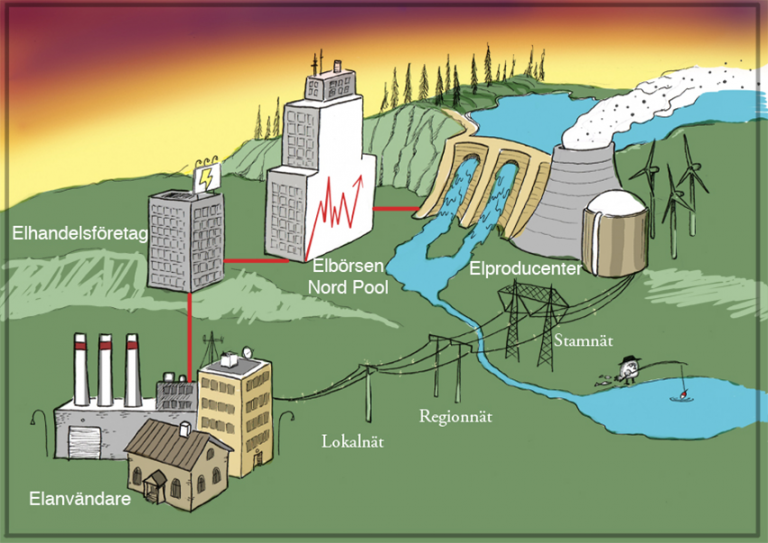 Elhandelsföretag
Elbörsen
Nord Pool
Elproducenter
Stamnät
Regionnät
Lokalnät
Elanvändare